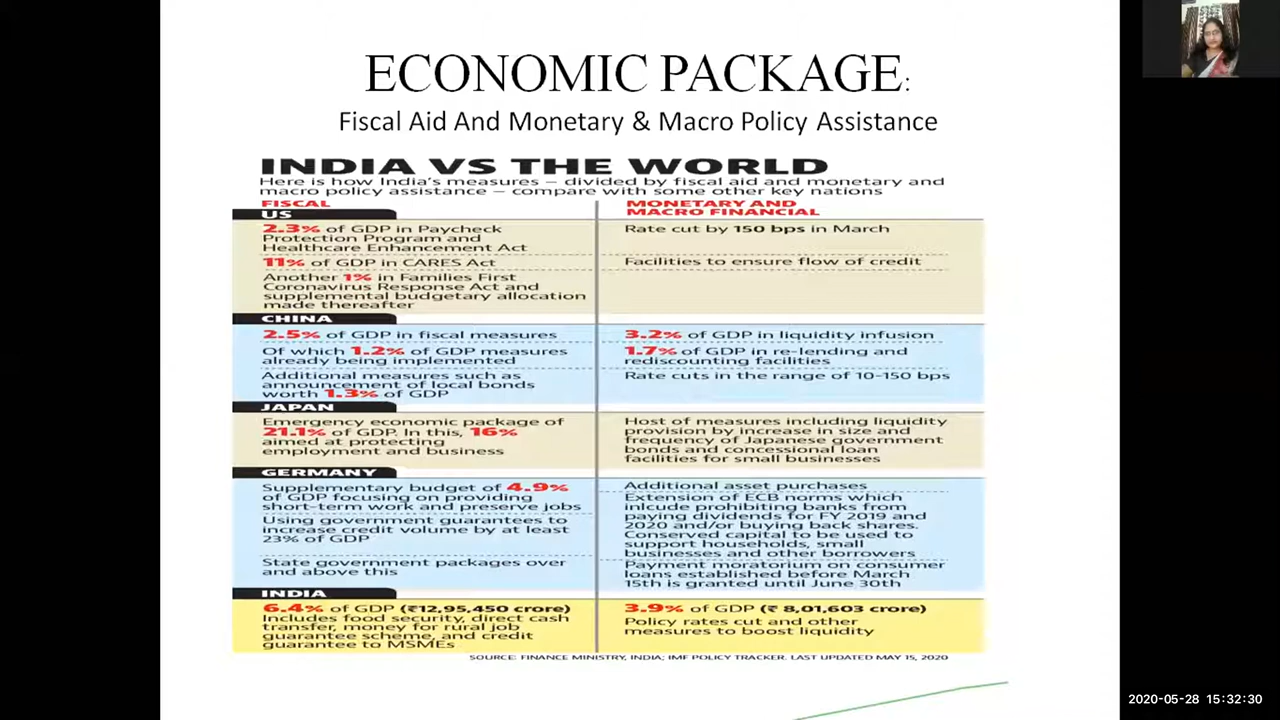 ECONOMIC PACKAGE:
Fiscal Aid And Monetary & Macro Policy Assistance
INDIA VS THE WORLD
Here is how India's measures – divided by fiscal aid and monetary and
macro policy assistance – compare with some other key nations
FISCAL
MONETARY AND
MACRO FINANCIAL
US
2.3% of GDP in Paycheck
Protection Program and
Healthcare Enhancement Act
11% of GDP in CARES Act
Another 1% in Families First
Coronavirus Response Act and
supplemental budgetary allocation
made thereafter
Rate cut by 150 bps in March
Facilities to ensure flow of credit
CHINA
2.5% of GDP in fiscal measures
Of which 1.2% of GDP measures
already being implemented
Additional measures such as
announcement of local bonds
worth 1.3% of GDP
3.2% of GDP in liquidity infusion
1.7% of GDP in re-lending and
rediscounting facilities
Rate cuts in the range of 10-150 bps
JAPAN
Emergency economic package of
21.1% of GDP. In this, 16%
aimed at protecting
employment and business
Host of measures including liquidity
provision by increase in size and
frequency of Japanese government
bonds and concessional loan
facilities for small businesses
GERMANY
Supplementary budget of 4.9%
of GDP focusing on providing
short-term work and preserve jobs
Using government guarantees to
increase credit volume by at least
23% of GDP
State government packages over
and above this
Additional asset purchases
Extension of ECB norms which
inlcude prohibiting banks from
paying dividends for FY 2019 and
2020 and/or buying back shares.
Conserved capital to be used to
support households, small
businesses and other borrowers
Payment moratorium on consumer
loans established before March
15th is granted until June 30th
INDIA
6.4% of GDP (₹12,95,450 crore)
Includes food security, direct cash
transfer, money for rural job
guarantee scheme, and credit
guarantee to MSMEs
3.9% of GDP (₹ 8,01,603 crore)
Policy rates cut and other
measures to boost liquidity
SOURCE: FINANCE MINISTRY, INDIA; IMF POLICY TRACKER. LAST UPDATED MAY 15, 2020
2020-05-28 15:32:30